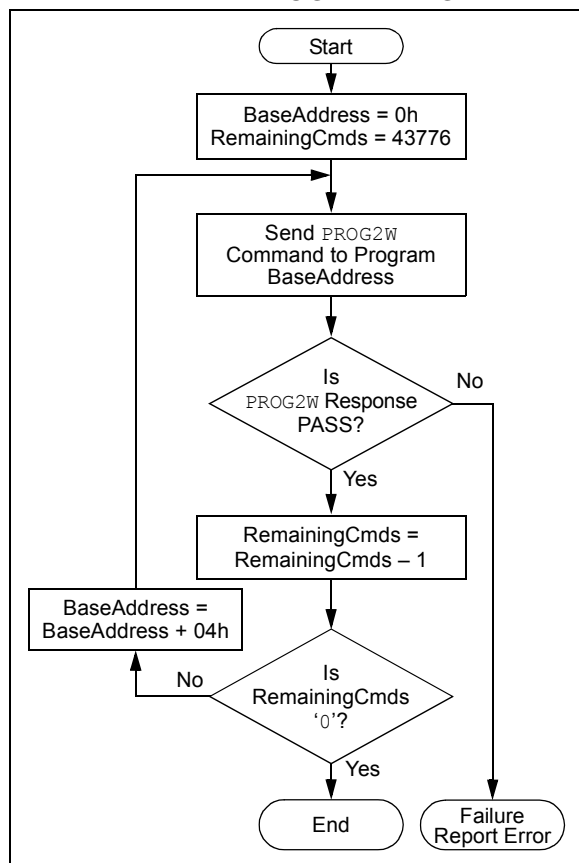 Start
BaseAddress = 0h
RemainingCmds = 43776
Send PROG2W
Command to Program
BaseAddress
Is
PROG2W Response
PASS?
No
Yes
RemainingCmds =
RemainingCmds – 1
BaseAddress =
BaseAddress + 04h
Is
RemainingCmds
‘0’?
No
Yes
End
Failure
Report Error